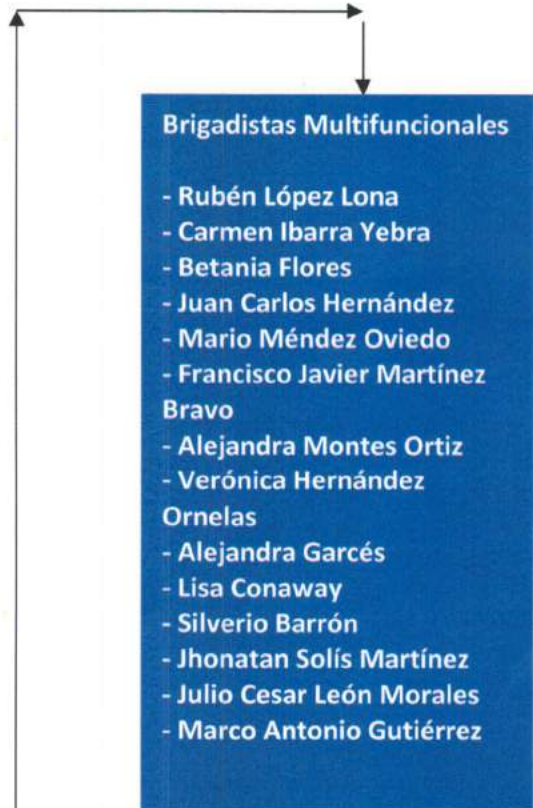 Brigadistas Multifuncionales
- Rubén López Lona
- Carmen Ibarra Yebra
- Betania Flores
- Juan Carlos Hernández
- Mario Méndez Oviedo
- Francisco Javier Martínez
Bravo
- Alejandra Montes Ortiz
- Verónica Hernández
Ornelas
- Alejandra Garcés
- Lisa Conaway
- Silverio Barrón
- Jhonatan Solís Martínez
- Julio Cesar León Morales
- Marco Antonio Gutiérrez